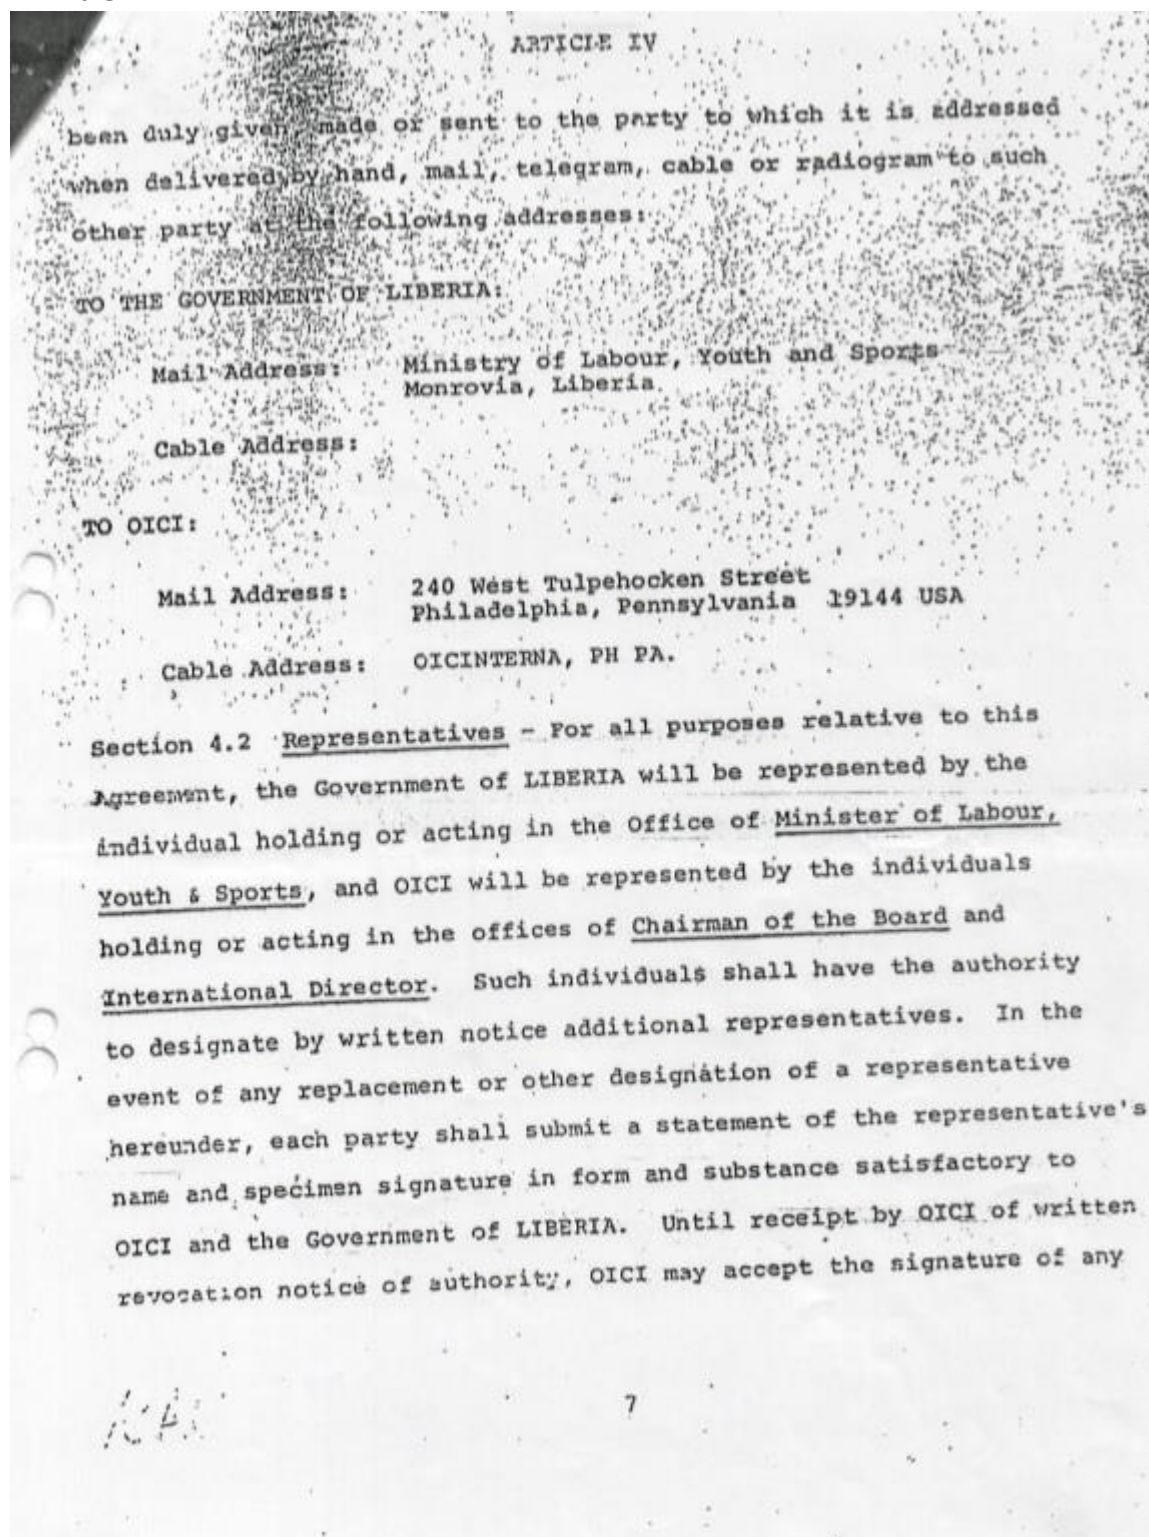 ARTICLE IV
been duly given, made or sent to the party to which it is addressed
when delivered by hand, mail, telegram, cable or radiogram to such
other party at the following addresses:
TO THE GOVERNMENT OF LIBERIA:
Mail Address: Ministry of Labour, Youth and Sports
Monrovia, Liberia
Cable Address:
TO OICI:
Mail Address: 240 West Tulpehocken Street
Philadelphia, Pennsylvania 19144 USA
Cable Address: OICINTERNA, PH PA.
Section 4.2 Representatives - For all purposes relative to this
Agreement, the Government of LIBERIA will be represented by the
individual holding or acting in the Office of Minister of Labour,
Youth & Sports, and OICI will be represented by the individuals
holding or acting in the offices of Chairman of the Board and
International Director. Such individuals shall have the authority
to designate by written notice additional representatives. In the
event of any replacement or other designation of a representative
hereunder, each party shall submit a statement of the representative's
name and specimen signature in form and substance satisfactory to
OICI and the Government of LIBERIA. Until receipt by OICI of written
revocation notice of authority, OICI may accept the signature of any
7